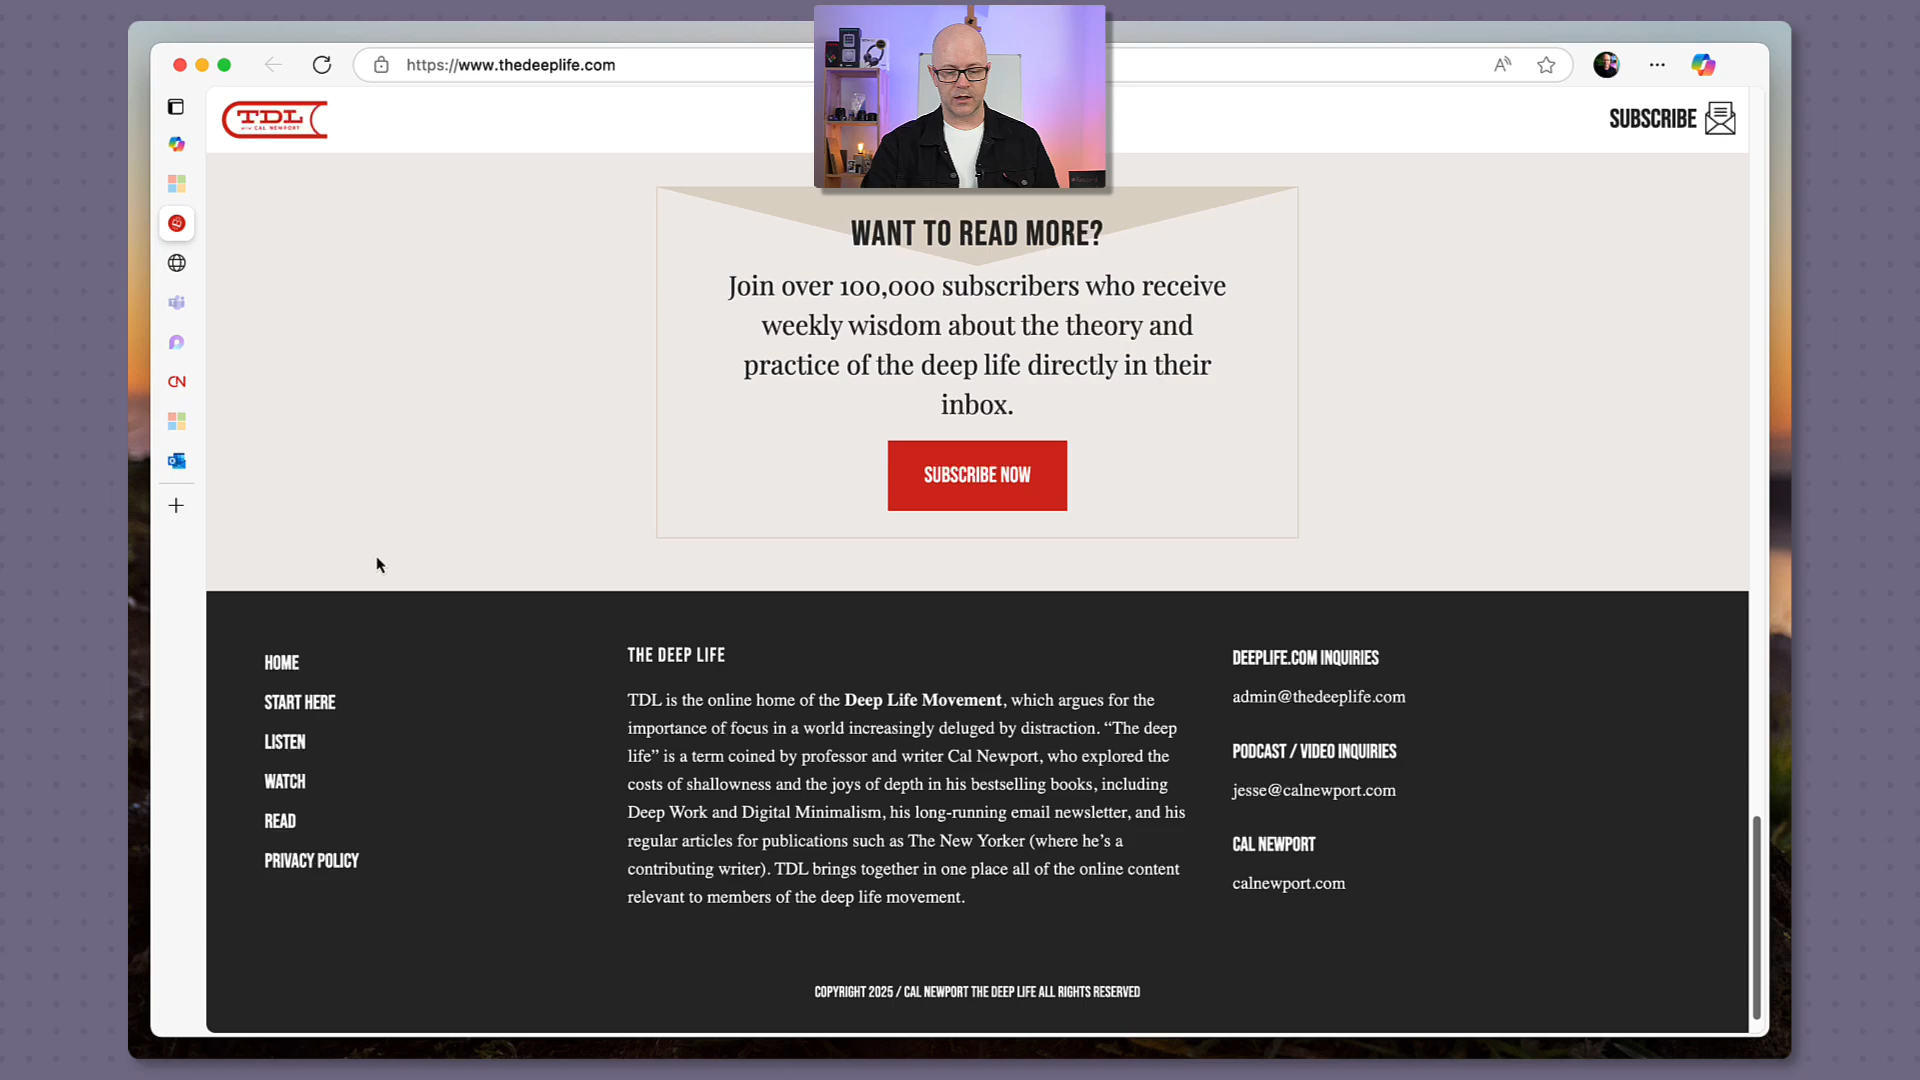 https://www.thedeeplife.com
TDL
WITH CAL NEWPORT
SUBSCRIBE
WANT TO READ MORE?
Join over 100,000 subscribers who receive
weekly wisdom about the theory and
practice of the deep life directly in their
inbox.
SUBSCRIBE NOW
CN
HOME
START HERE
LISTEN
WATCH
READ
PRIVACY POLICY
THE DEEP LIFE
TDL is the online home of the Deep Life Movement, which argues for the
importance of focus in a world increasingly deluged by distraction. “The deep
life” is a term coined by professor and writer Cal Newport, who explored the
costs of shallowness and the joys of depth in his bestselling books, including
Deep Work and Digital Minimalism, his long-running email newsletter, and his
regular articles for publications such as The New Yorker (where he’s a
contributing writer). TDL brings together in one place all of the online content
relevant to members of the deep life movement.
DEEPLIFE.COM INQUIRIES
admin@thedeeplife.com
PODCAST / VIDEO INQUIRIES
jesse@calnewport.com
CAL NEWPORT
calnewport.com
COPYRIGHT 2025 / CAL NEWPORT THE DEEP LIFE ALL RIGHTS RESERVED